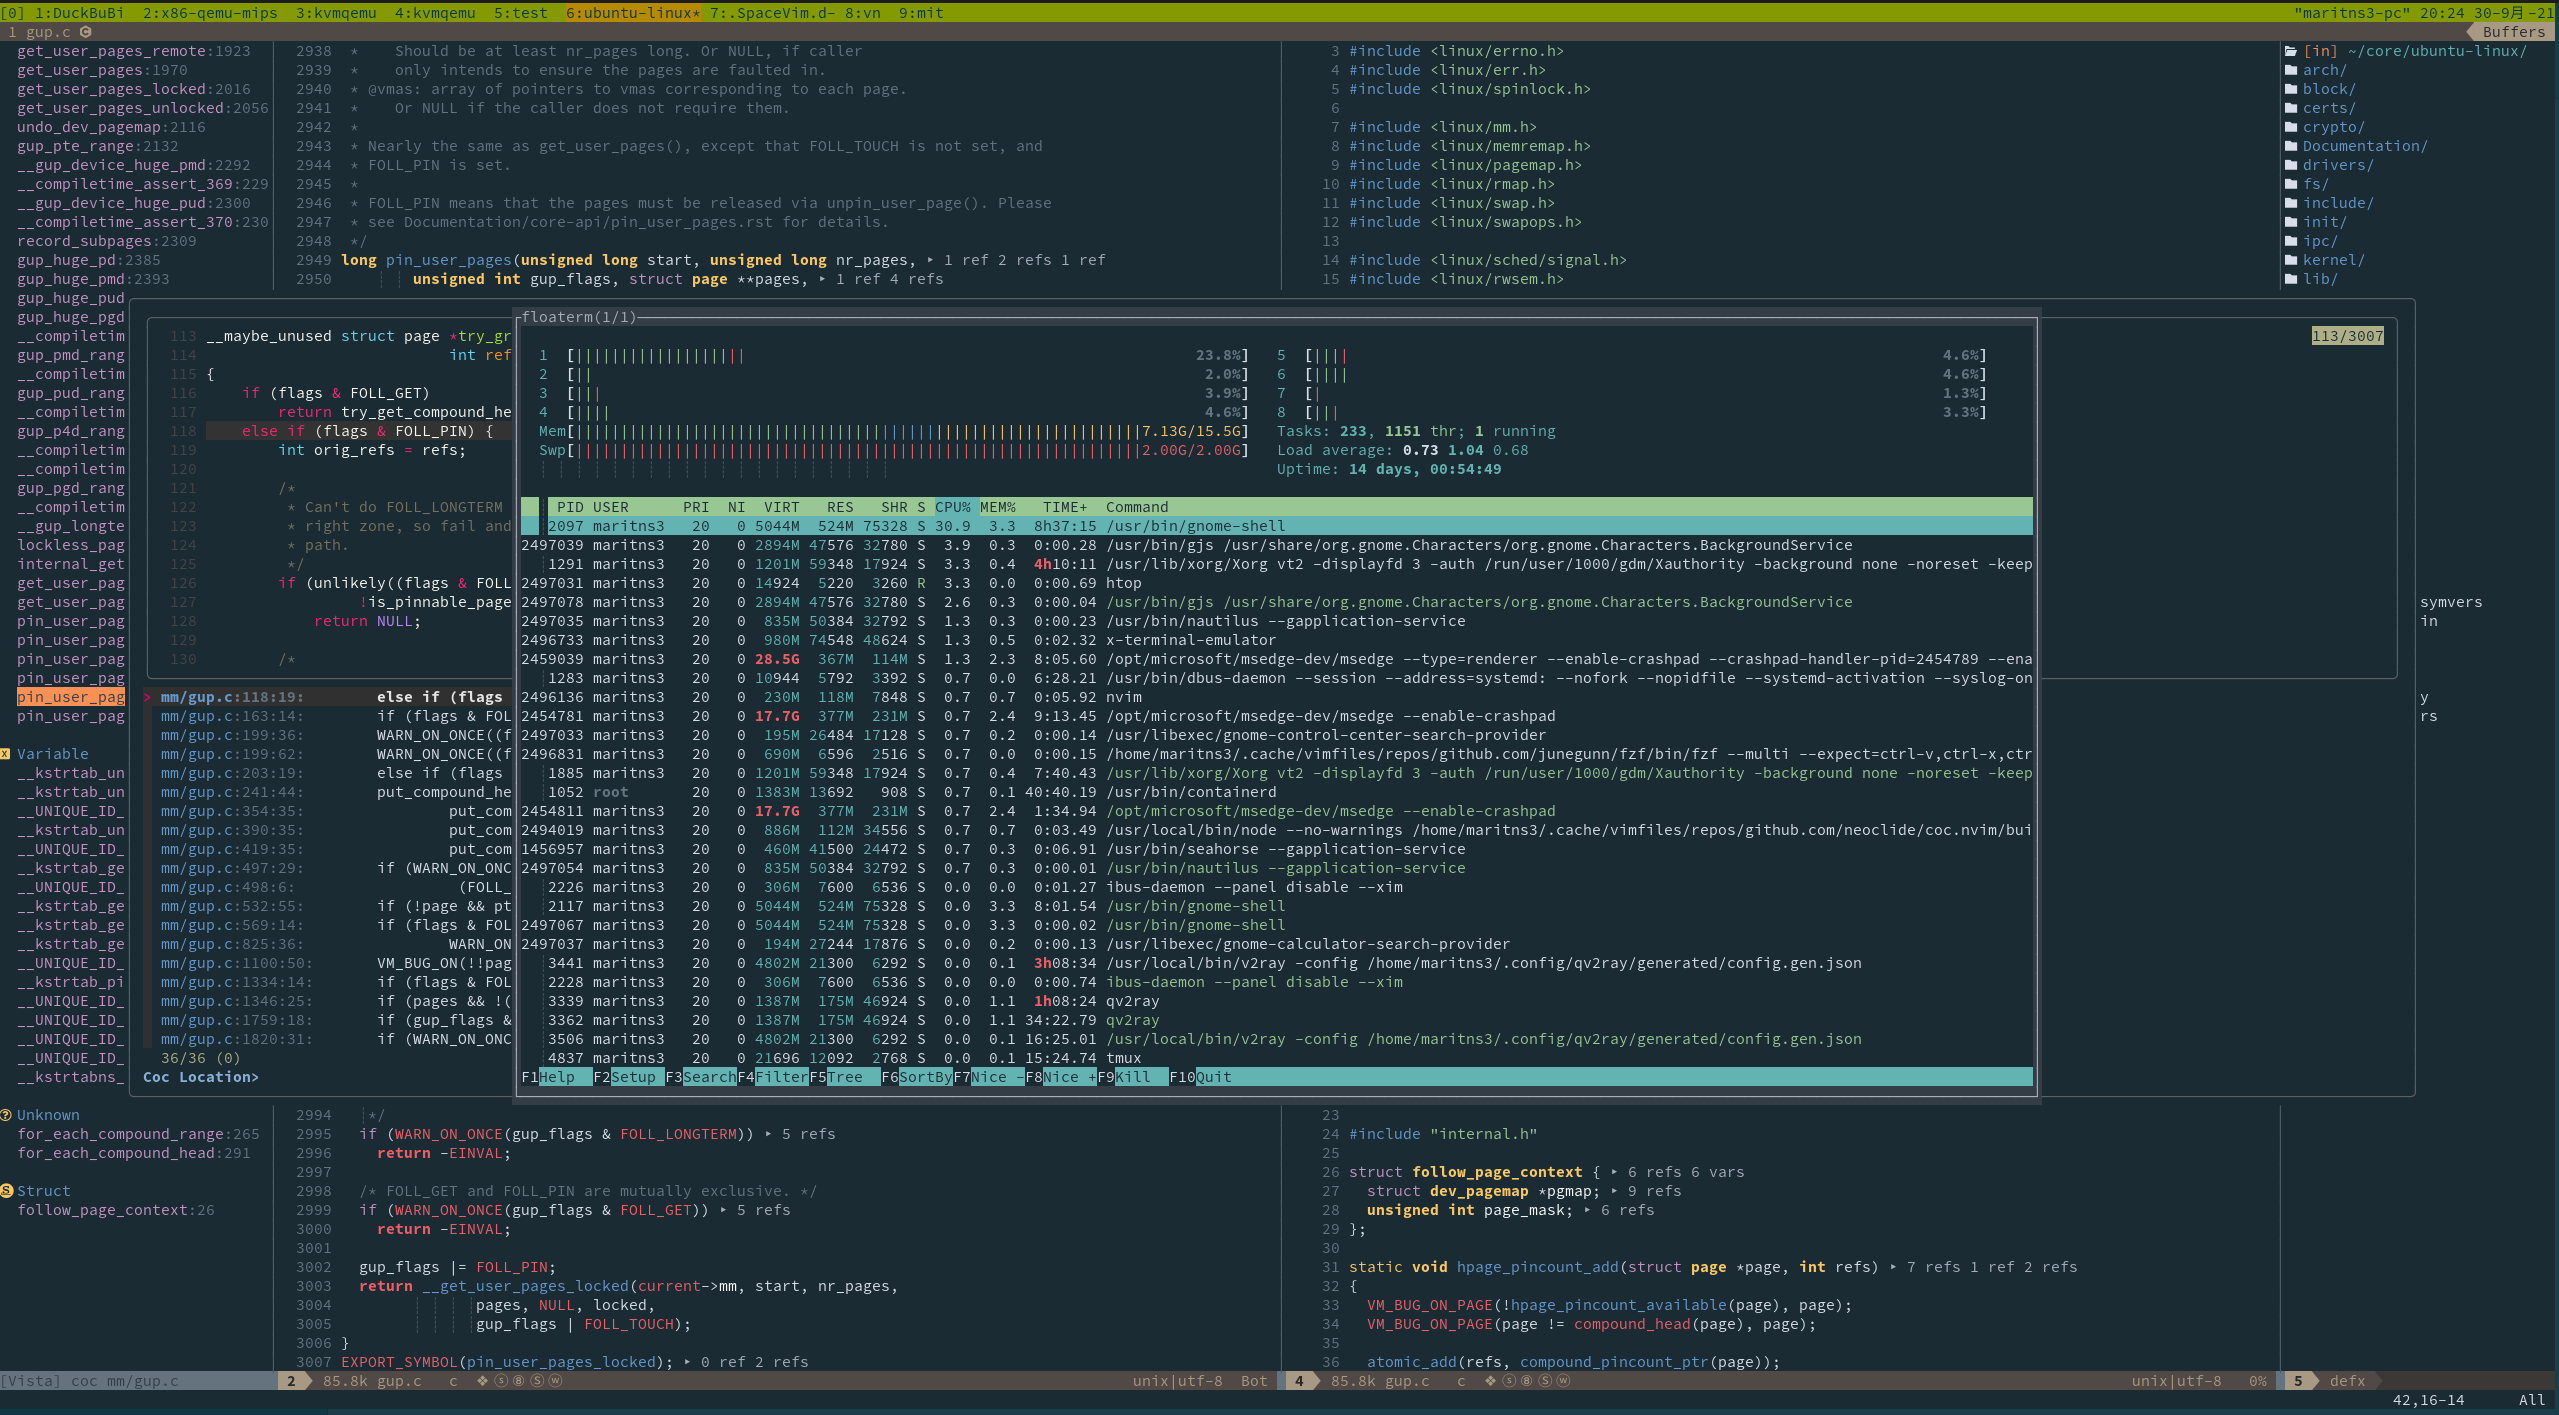 [0] 1:DuckBuBi 2:x86-qemu-mips 3:kvmqemu 4:kvmqemu 5:test 6:ubuntu-linux* 7:.SpaceVim.d- 8:vn 9:mit "maritns3-pc" 20:24 30-9月-21
1 gup.c Buffers
get_user_pages_remote:1923
get_user_pages:1970
get_user_pages_locked:2016
get_user_pages_unlocked:2056
undo_dev_pagemap:2116
gup_pte_range:2132
__gup_device_huge_pmd:2292
__compiletime_assert_369:229
__gup_device_huge_pud:2300
__compiletime_assert_370:230
record_subpages:2309
gup_huge_pd:2385
gup_huge_pmd:2393
gup_huge_pud
gup_huge_pgd
__compiletim
gup_pmd_rang
__compiletim
gup_pud_rang
__compiletim
gup_p4d_rang
__compiletim
__compiletim
gup_pgd_rang
__compiletim
__gup_longte
lockless_pag
internal_get
get_user_pag
get_user_pag
pin_user_pag
pin_user_pag
pin_user_pag
pin_user_pag
pin_user_pag
pin_user_pag
Variable
__kstrtab_un
__kstrtab_un
__UNIQUE_ID_
__kstrtab_un
__UNIQUE_ID_
__kstrtab_ge
__UNIQUE_ID_
__kstrtab_ge
__kstrtab_ge
__kstrtab_ge
__UNIQUE_ID_
__kstrtab_pi
__UNIQUE_ID_
__UNIQUE_ID_
__UNIQUE_ID_
__UNIQUE_ID_
__kstrtabns_
Unknown
for_each_compound_range:265
for_each_compound_head:291
Struct
follow_page_context:26
2938 * Should be at least nr_pages long. Or NULL, if caller
2939 * only intends to ensure the pages are faulted in.
2940 * @vmas: array of pointers to vmas corresponding to each page.
2941 * Or NULL if the caller does not require them.
2942 *
2943 * Nearly the same as get_user_pages(), except that FOLL_TOUCH is not set, and
2944 * FOLL_PIN is set.
2945 *
2946 * FOLL_PIN means that the pages must be released via unpin_user_page(). Please
2947 * see Documentation/core-api/pin_user_pages.rst for details.
2948 */
2949 long pin_user_pages(unsigned long start, unsigned long nr_pages, ‣ 1 ref 2 refs 1 ref
2950 unsigned int gup_flags, struct page **pages, ‣ 1 ref 4 refs
3 #include <linux/errno.h>
4 #include <linux/err.h>
5 #include <linux/spinlock.h>
6
7 #include <linux/mm.h>
8 #include <linux/memremap.h>
9 #include <linux/pagemap.h>
10 #include <linux/rmap.h>
11 #include <linux/swap.h>
12 #include <linux/swapops.h>
13
14 #include <linux/sched/signal.h>
15 #include <linux/rwsem.h>
[in] ~/core/ubuntu-linux/
arch/
block/
certs/
crypto/
Documentation/
drivers/
fs/
include/
init/
ipc/
kernel/
lib/
symvers
in
y
rs
113/3007
113 __maybe_unused struct page *try_gr
114 int ref
115 {
116 if (flags & FOLL_GET)
117 return try_get_compound_he
118 else if (flags & FOLL_PIN) {
119 int orig_refs = refs;
120
121 /*
122 * Can't do FOLL_LONGTERM
123 * right zone, so fail and
124 * path.
125 */
126 if (unlikely((flags & FOLL
127 !is_pinnable_page
128 return NULL;
129
130 /*
> mm/gup.c:118:19: else if (flags
mm/gup.c:163:14: if (flags & FOL
mm/gup.c:199:36: WARN_ON_ONCE((f
mm/gup.c:199:62: WARN_ON_ONCE((f
mm/gup.c:203:19: else if (flags
mm/gup.c:241:44: put_compound_he
mm/gup.c:354:35: put_com
mm/gup.c:390:35: put_com
mm/gup.c:419:35: put_com
mm/gup.c:497:29: if (WARN_ON_ONC
mm/gup.c:498:6: (FOLL_
mm/gup.c:532:55: if (!page && pt
mm/gup.c:569:14: if (flags & FOL
mm/gup.c:825:36: WARN_ON
mm/gup.c:1100:50: VM_BUG_ON(!!pag
mm/gup.c:1334:14: if (flags & FOL
mm/gup.c:1346:25: if (pages && !(
mm/gup.c:1759:18: if (gup_flags &
mm/gup.c:1820:31: if (WARN_ON_ONC
36/36 (0)
Coc Location>
floaterm(1/1)
1 [|||||||||||||||||||23.8%] 5 [||||4.6%]
2 [||2.0%] 6 [||||4.6%]
3 [|||3.9%] 7 [|1.3%]
4 [||||4.6%] 8 [|||3.3%]
Mem[7.13G/15.5G] Tasks: 233, 1151 thr; 1 running
Swp[2.00G/2.00G] Load average: 0.73 1.04 0.68
Uptime: 14 days, 00:54:49
PID USER PRI NI VIRT RES SHR S CPU% MEM% TIME+ Command
2097 maritns3 20 0 5044M 524M 75328 S 30.9 3.3 8h37:15 /usr/bin/gnome-shell
2497039 maritns3 20 0 2894M 47576 32780 S 3.9 0.3 0:00.28 /usr/bin/gjs /usr/share/org.gnome.Characters/org.gnome.Characters.BackgroundService
1291 maritns3 20 0 1201M 59348 17924 S 3.3 0.4 4h10:11 /usr/lib/xorg/Xorg vt2 -displayfd 3 -auth /run/user/1000/gdm/Xauthority -background none -noreset -keep
2497031 maritns3 20 0 14924 5220 3260 R 3.3 0.0 0:00.69 htop
2497078 maritns3 20 0 2894M 47576 32780 S 2.6 0.3 0:00.04 /usr/bin/gjs /usr/share/org.gnome.Characters/org.gnome.Characters.BackgroundService
2497035 maritns3 20 0 835M 50384 32792 S 1.3 0.3 0:00.23 /usr/bin/nautilus --gapplication-service
2496733 maritns3 20 0 980M 74548 48624 S 1.3 0.5 0:02.32 x-terminal-emulator
2459039 maritns3 20 0 28.5G 367M 114M S 1.3 2.3 8:05.60 /opt/microsoft/msedge-dev/msedge --type=renderer --enable-crashpad --crashpad-handler-pid=2454789 --ena
1283 maritns3 20 0 10944 5792 3392 S 0.7 0.0 6:28.21 /usr/bin/dbus-daemon --session --address=systemd: --nofork --nopidfile --systemd-activation --syslog-on
2496136 maritns3 20 0 230M 118M 7848 S 0.7 0.7 0:05.92 nvim
2454781 maritns3 20 0 17.7G 377M 231M S 0.7 2.4 9:13.45 /opt/microsoft/msedge-dev/msedge --enable-crashpad
2497033 maritns3 20 0 195M 26484 17128 S 0.7 0.2 0:00.14 /usr/libexec/gnome-control-center-search-provider
2496831 maritns3 20 0 690M 6596 2516 S 0.7 0.0 0:00.15 /home/maritns3/.cache/vimfiles/repos/github.com/junegunn/fzf/bin/fzf --multi --expect=ctrl-v,ctrl-x,ctr
1885 maritns3 20 0 1201M 59348 17924 S 0.7 0.4 7:40.43 /usr/lib/xorg/Xorg vt2 -displayfd 3 -auth /run/user/1000/gdm/Xauthority -background none -noreset -keep
1052 root 20 0 1383M 13692 908 S 0.7 0.1 40:40.19 /usr/bin/containerd
2454811 maritns3 20 0 17.7G 377M 231M S 0.7 2.4 1:34.94 /opt/microsoft/msedge-dev/msedge --enable-crashpad
2494019 maritns3 20 0 886M 112M 34556 S 0.7 0.7 0:03.49 /usr/local/bin/node --no-warnings /home/maritns3/.cache/vimfiles/repos/github.com/neoclide/coc.nvim/bui
1456957 maritns3 20 0 460M 41500 24472 S 0.7 0.3 0:06.91 /usr/bin/seahorse --gapplication-service
2497054 maritns3 20 0 835M 50384 32792 S 0.7 0.3 0:00.01 /usr/bin/nautilus --gapplication-service
2226 maritns3 20 0 306M 7600 6536 S 0.0 0.0 0:01.27 ibus-daemon --panel disable --xim
2117 maritns3 20 0 5044M 524M 75328 S 0.0 3.3 8:01.54 /usr/bin/gnome-shell
2497067 maritns3 20 0 5044M 524M 75328 S 0.0 3.3 0:00.02 /usr/bin/gnome-shell
2497037 maritns3 20 0 194M 27244 17876 S 0.0 0.2 0:00.13 /usr/libexec/gnome-calculator-search-provider
3441 maritns3 20 0 4802M 21300 6292 S 0.0 0.1 3h08:34 /usr/local/bin/v2ray -config /home/maritns3/.config/qv2ray/generated/config.gen.json
2228 maritns3 20 0 306M 7600 6536 S 0.0 0.0 0:00.74 ibus-daemon --panel disable --xim
3339 maritns3 20 0 1387M 175M 46924 S 0.0 1.1 1h08:24 qv2ray
3362 maritns3 20 0 1387M 175M 46924 S 0.0 1.1 34:22.79 qv2ray
3506 maritns3 20 0 4802M 21300 6292 S 0.0 0.1 16:25.01 /usr/local/bin/v2ray -config /home/maritns3/.config/qv2ray/generated/config.gen.json
4837 maritns3 20 0 21696 12092 2768 S 0.0 0.1 15:24.74 tmux
F1Help F2Setup F3SearchF4FilterF5Tree F6SortByF7Nice -F8Nice +F9Kill F10Quit
2994 */
2995 if (WARN_ON_ONCE(gup_flags & FOLL_LONGTERM)) ‣ 5 refs
2996 return -EINVAL;
2997
2998 /* FOLL_GET and FOLL_PIN are mutually exclusive. */
2999 if (WARN_ON_ONCE(gup_flags & FOLL_GET)) ‣ 5 refs
3000 return -EINVAL;
3001
3002 gup_flags |= FOLL_PIN;
3003 return __get_user_pages_locked(current->mm, start, nr_pages,
3004 pages, NULL, locked,
3005 gup_flags | FOLL_TOUCH);
3006 }
3007 EXPORT_SYMBOL(pin_user_pages_locked); ‣ 0 ref 2 refs
23
24 #include "internal.h"
25
26 struct follow_page_context { ‣ 6 refs 6 vars
27 struct dev_pagemap *pgmap; ‣ 9 refs
28 unsigned int page_mask; ‣ 6 refs
29 };
30
31 static void hpage_pincount_add(struct page *page, int refs) ‣ 7 refs 1 ref 2 refs
32 {
33 VM_BUG_ON_PAGE(!hpage_pincount_available(page), page);
34 VM_BUG_ON_PAGE(page != compound_head(page), page);
35
36 atomic_add(refs, compound_pincount_ptr(page));
[Vista] coc mm/gup.c 2 85.8k gup.c c ❖ ⓢ ⑧ Ⓢ ⓦ unix|utf-8 Bot 4 85.8k gup.c c ❖ ⓢ ⑧ Ⓢ ⓦ unix|utf-8 0% 5 defx
42,16-14 All